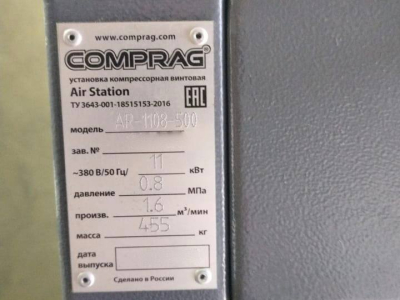 www.comprag.com
COMPRAG®
установка компрессорная винтовая
Air Station
ТУ 3643-001-18515153-2016
EAC
модель AR-1108-500
зав. №
~380 В/50 Гц/ 11 кВт
давление 0.8 МПа
произв. 1.6 м³/мин
масса 455 кг
дата
выпуска
Сделано в России